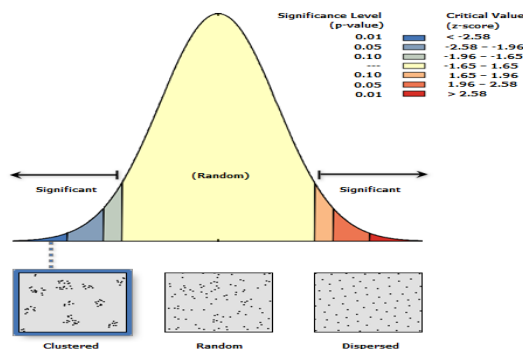 Significance Level
(p-value)
Critical Value
(z-score)
0.01 < -2.58
0.05 -2.58 – -1.96
0.10 -1.96 – -1.65
--- -1.65 – 1.65
0.10 1.65 – 1.96
0.05 1.96 – 2.58
0.01 > 2.58
Significant
(Random)
Significant
Clustered
Random
Dispersed